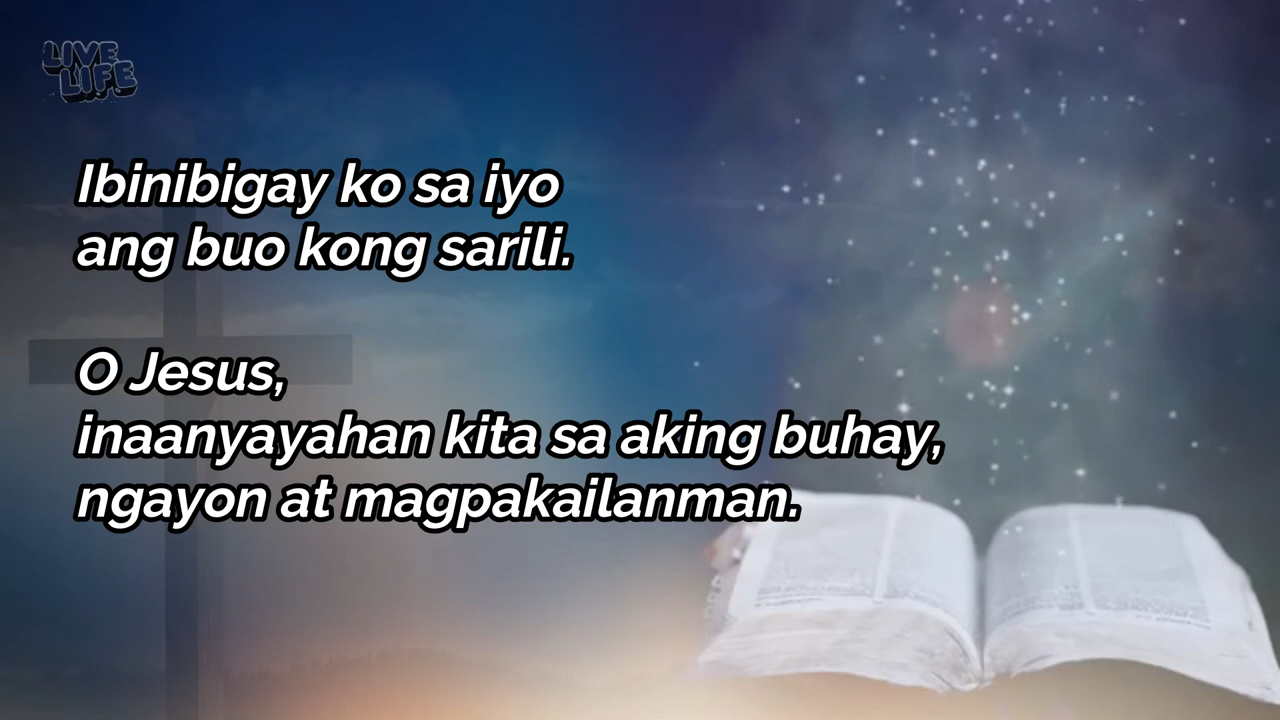 LIVE
LIFE
Ibinibigay ko sa iyo
ang buo kong sarili.
O Jesus,
inaanyayahan kita sa aking buhay,
ngayon at magpakailanman.